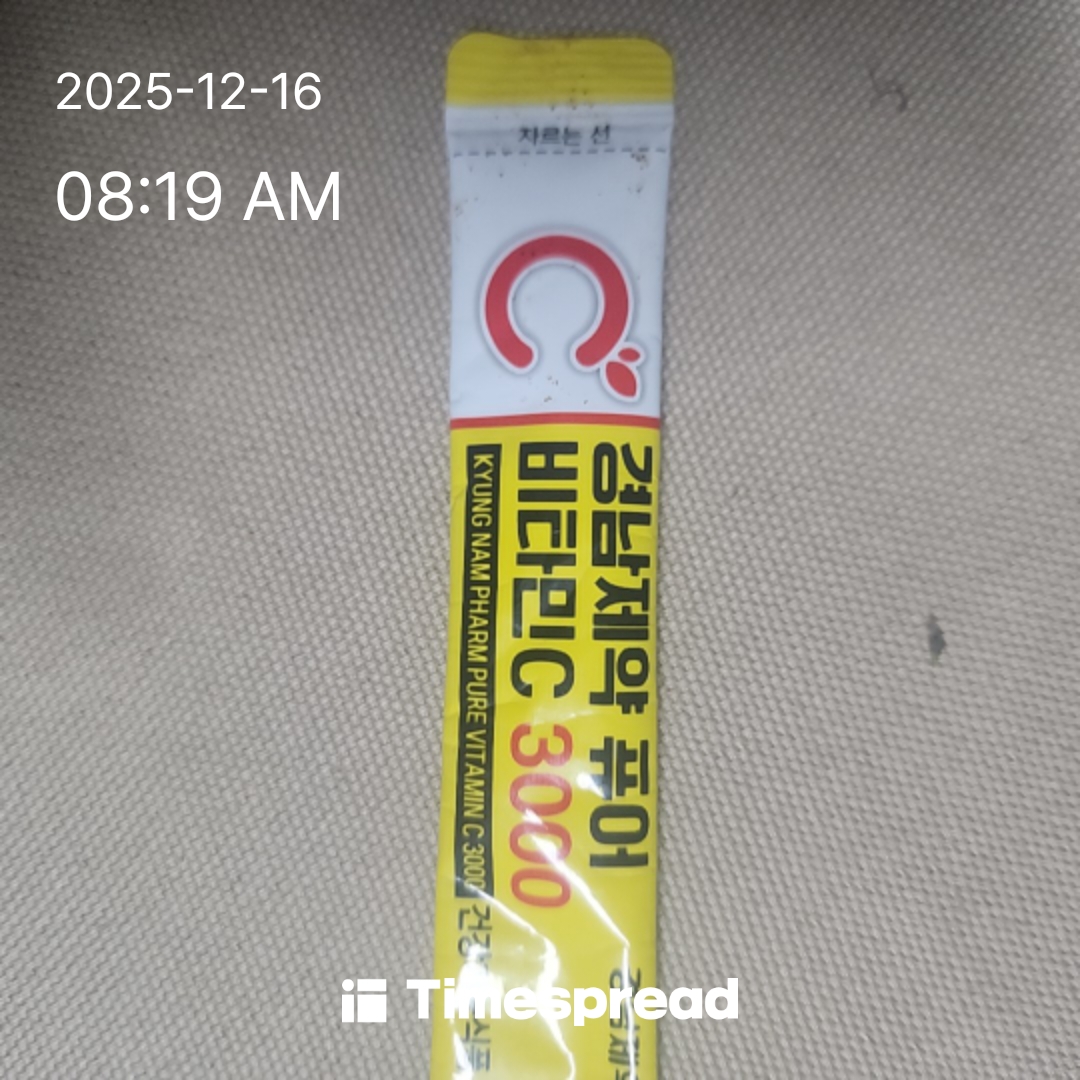 2025-12-16
08:19 AM
자르는 선
C
경남제약 퓨어
비타민C 3000
KYUNG NAM PHARM PURE VITAMIN C 3000
Timespread